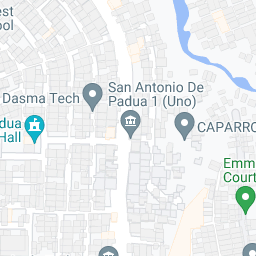 est
ool
San Antonio De
Padua 1 (Uno)
Dasma Tech
dua
Hall
CAPARRO
Emm
Court